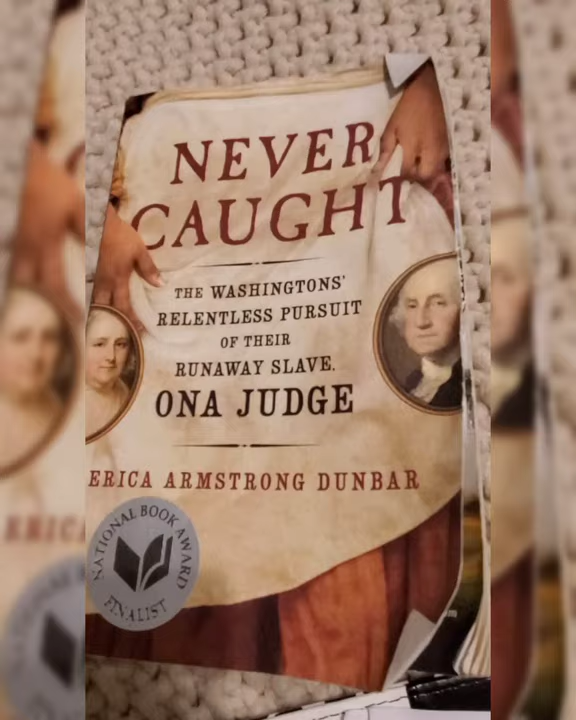 NEVER
CAUGHT
THE WASHINGTONS'
RELENTLESS PURSUIT
OF THEIR
RUNAWAY SLAVE,
ONA JUDGE
ERICA ARMSTRONG DUNBAR
NATIONAL BOOK AWARD
FINALIST